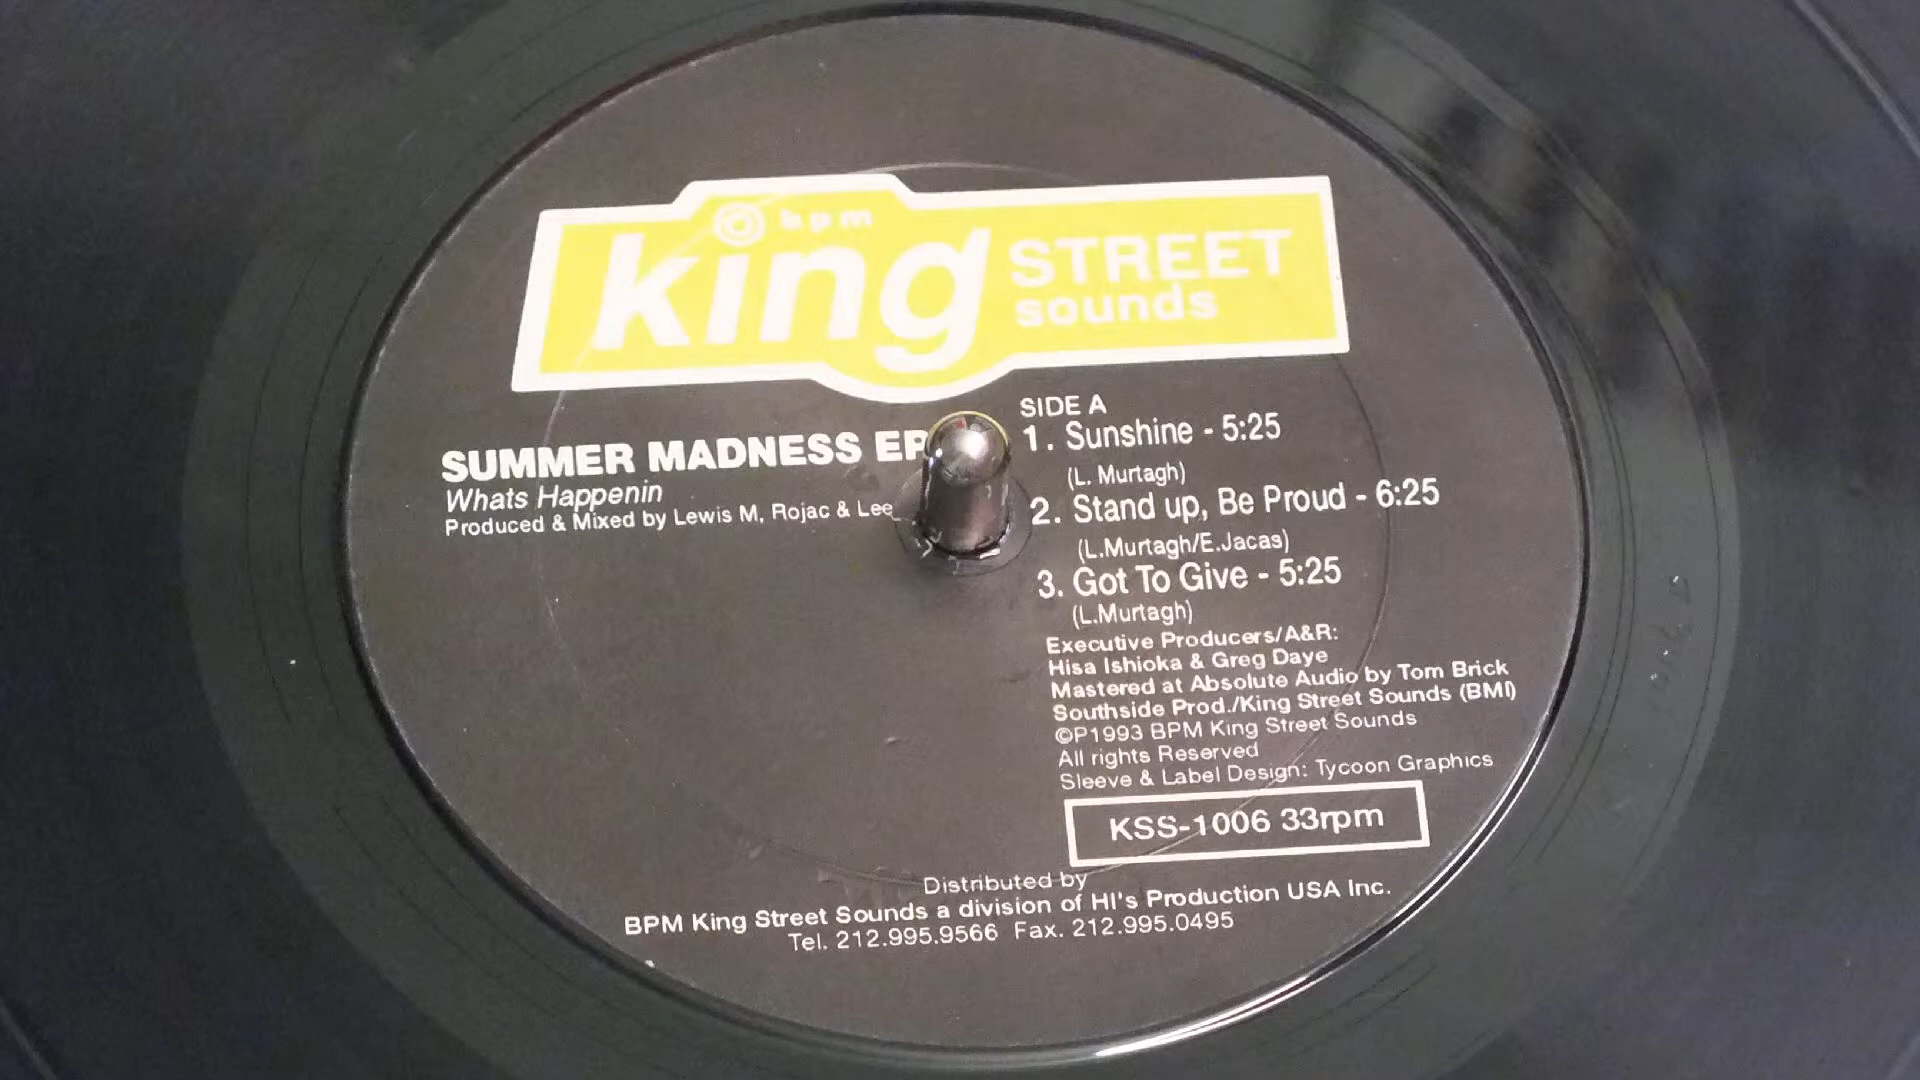 bpm
king STREET
sounds
SUMMER MADNESS EP
Whats Happenin
Produced & Mixed by Lewis M, Rojac & Lee
SIDE A
1. Sunshine - 5:25
(L. Murtagh)
2. Stand up, Be Proud - 6:25
(L.Murtagh/E.Jacas)
3. Got To Give - 5:25
(L.Murtagh)
Executive Producers/A&R:
Hisa Ishioka & Greg Daye
Mastered at Absolute Audio by Tom Brick
Southside Prod./King Street Sounds (BMI)
©P1993 BPM King Street Sounds
All rights Reserved
Sleeve & Label Design: Tycoon Graphics
KSS-1006 33rpm
Distributed by
BPM King Street Sounds a division of HI's Production USA Inc.
Tel. 212.995.9566 Fax. 212.995.0495